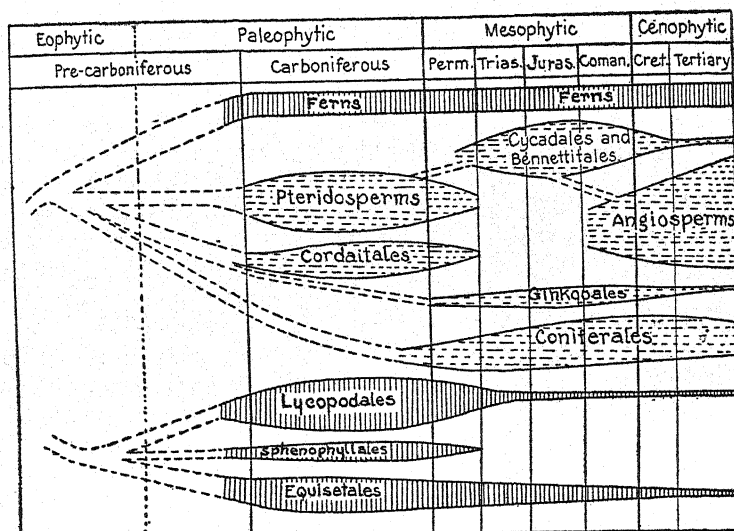 Eophytic Paleophytic Mesophytic Cénophytic
Pre-carboniferous Carboniferous Perm. Trias. Juras. Coman. Cret. Tertiary
Ferns Ferns
Cycadales and
Bennettitales
Pteridosperms
Angiosperms
Cordaitales
Ginkgoales
Coniferales
Lycopodales
Sphenophyllales
Equisetales